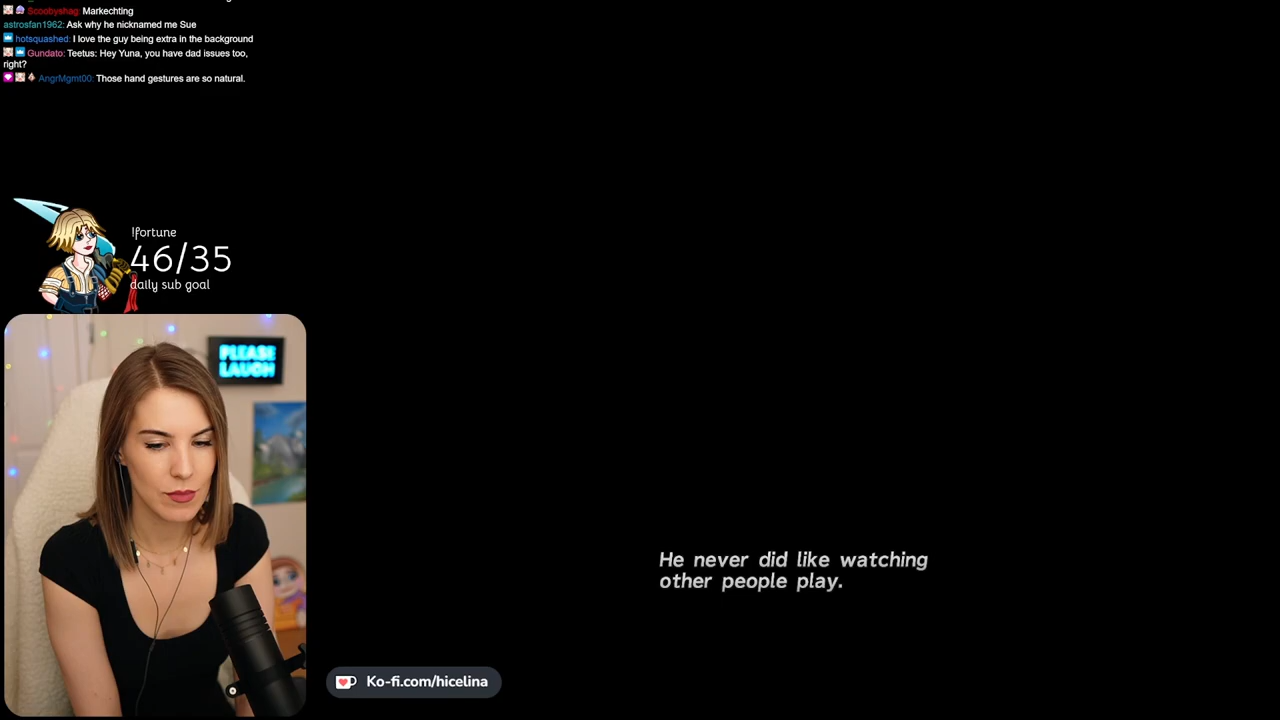 Scoobyshag: Markechting
astrosfan1962: Ask why he nicknamed me Sue
hotsquashed: I love the guy being extra in the background
Gundato: Teetus: Hey Yuna, you have dad issues too,
right?
AngrMgmt00: Those hand gestures are so natural.
!fortune
46/35
daily sub goal
PLEASE
LAUGH
He never did like watching
other people play.
Ko-fi.com/hicelina